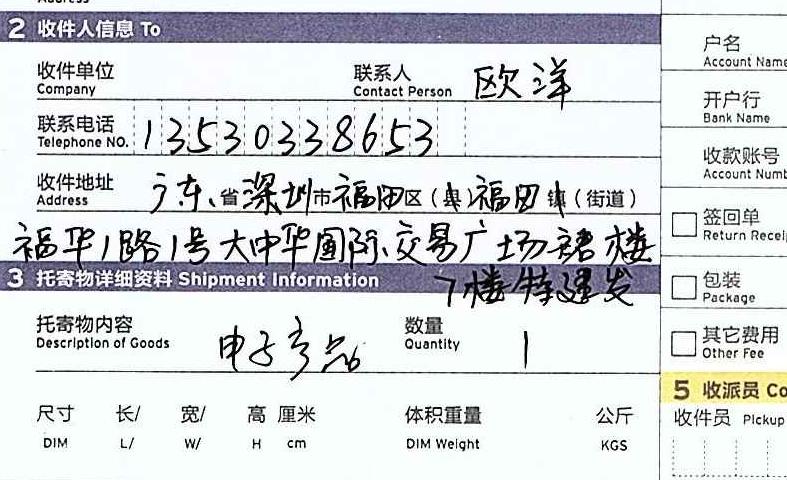 Address
2 收件人信息 To
收件单位 联系人 欧洋
Company Contact Person
联系电话 13530338653
Telephone NO.
收件地址 广东省深圳市福田区（县）福田镇（街道）
Address
福华1路1号大中华国际交易广场裙楼
7楼特建发
3 托寄物详细资料 Shipment Information
托寄物内容 电子产品 数量 1
Description of Goods Quantity
尺寸 长/ 宽/ 高 厘米 体积重量 公斤
DIM L/ W/ H cm DIM Weight KGS
户名
Account Name
开户行
Bank Name
收款账号
Account Numb
签回单
Return Receip
包装
Package
其它费用
Other Fee
5 收派员 Co
收件员 Pickup